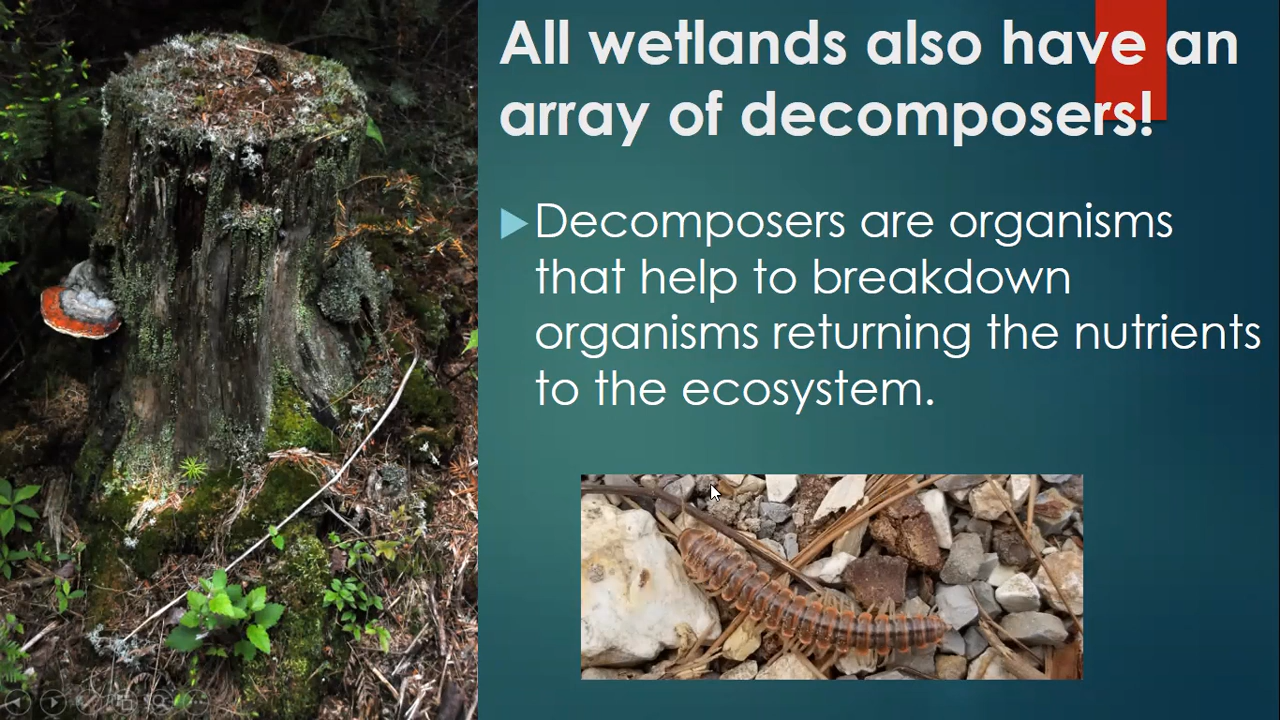 All wetlands also have an
array of decomposers!
Decomposers are organisms
that help to breakdown
organisms returning the nutrients
to the ecosystem.